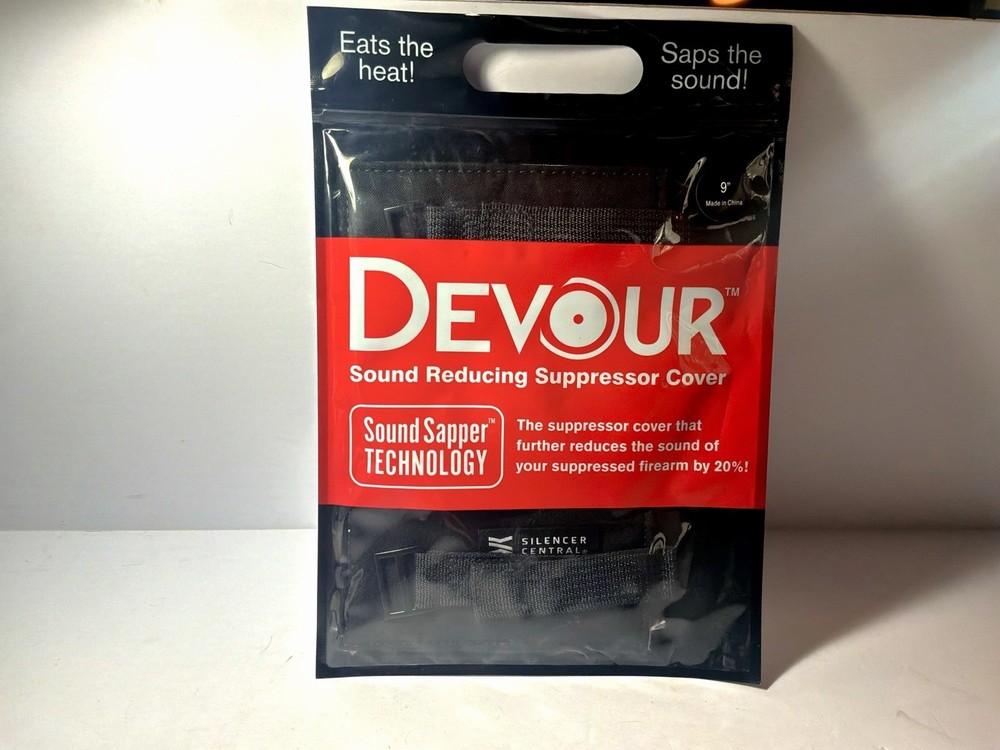 Eats the
heat!
Saps the
sound!
9"
Made in China
DEVOUR™
Sound Reducing Suppressor Cover
Sound Sapper™
TECHNOLOGY
The suppressor cover that
further reduces the sound of
your suppressed firearm by 20%!
SILENCER
CENTRAL®